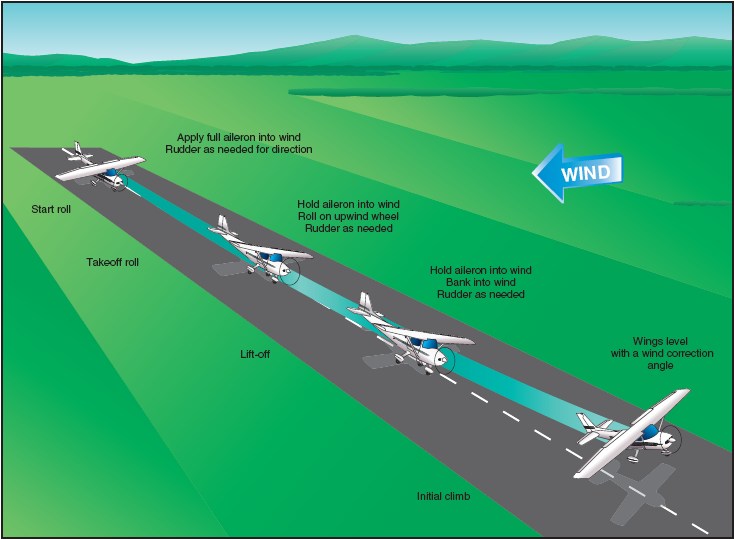 Apply full aileron into wind
Rudder as needed for direction
WIND
Start roll
Hold aileron into wind
Roll on upwind wheel
Rudder as needed
Takeoff roll
Hold aileron into wind
Bank into wind
Rudder as needed
Lift-off
Wings level
with a wind correction
angle
Initial climb